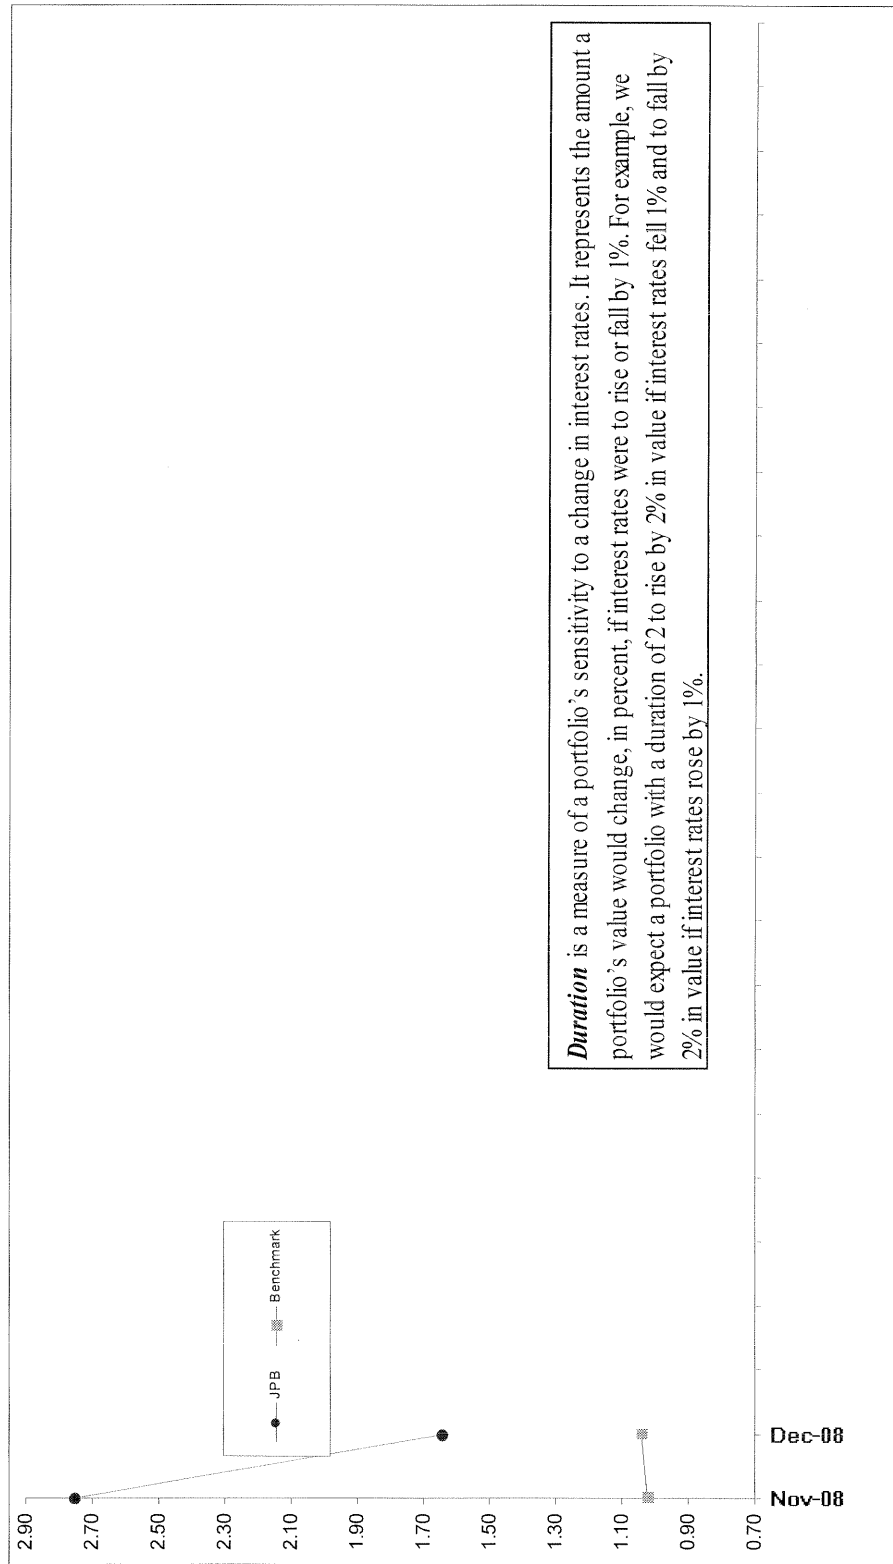 2.90
2.70
2.50
2.30
2.10
1.90
1.70
1.50
1.30
1.10
0.90
0.70
JPB
Benchmark
Duration is a measure of a portfolio's sensitivity to a change in interest rates. It represents the amount a
portfolio's value would change, in percent, if interest rates were to rise or fall by 1%. For example, we
would expect a portfolio with a duration of 2 to rise by 2% in value if interest rates fell 1% and to fall by
2% in value if interest rates rose by 1%.
Nov-08
Dec-08